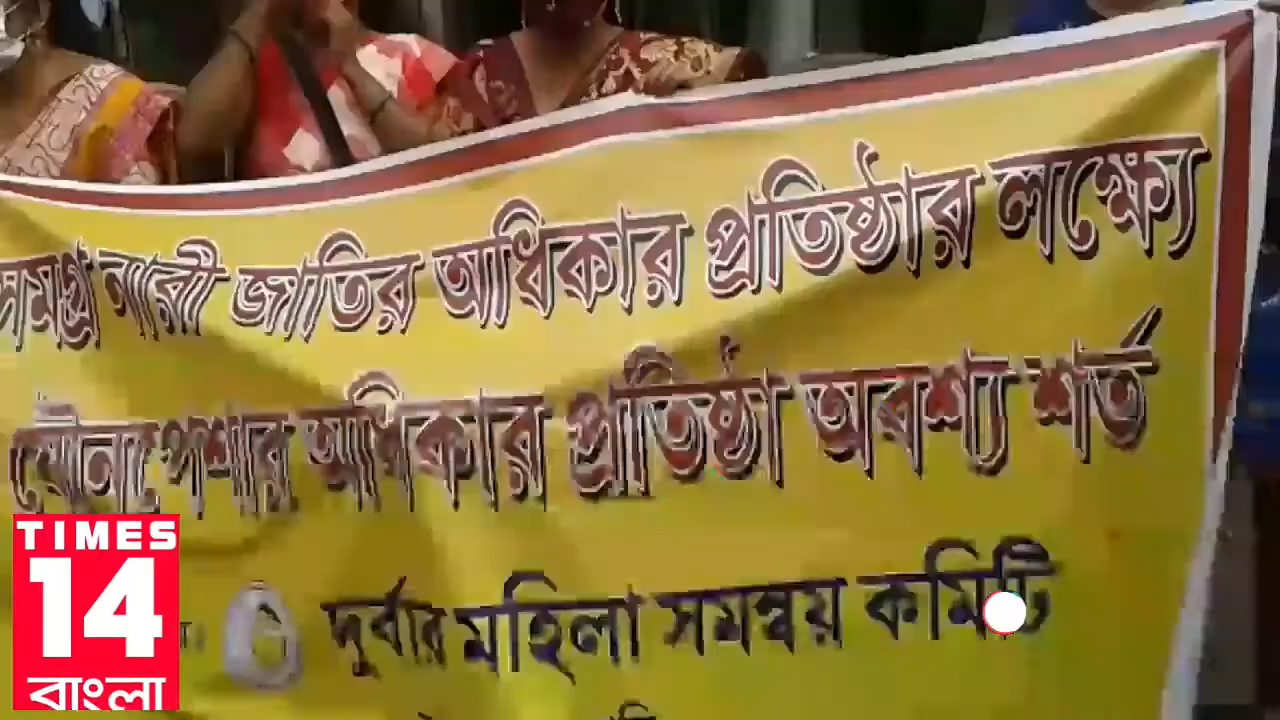 সমগ্র নারী জাতির অধিকার প্রতিষ্ঠার লক্ষ্যে
যৌনপেশার অধিকার প্রতিষ্ঠা অবশ্য শর্ত
দুর্বার মহিলা সমন্বয় কমিটি
TIMES
14
বাংলা